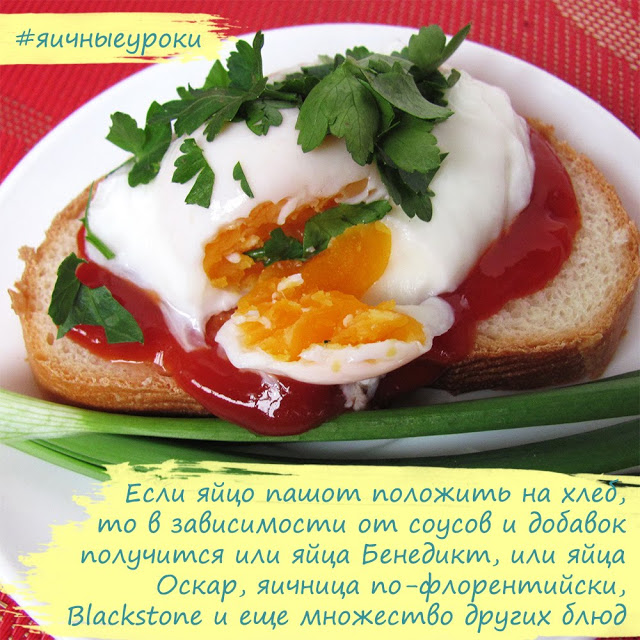 #яичныеуроки
Если яйцо пашот положить на хлеб,
то в зависимости от соусов и добавок
получится или яйца Бенедикт, или яйца
Оскар, яичница по-флорентийски,
Blackstone и еще множество других блюд